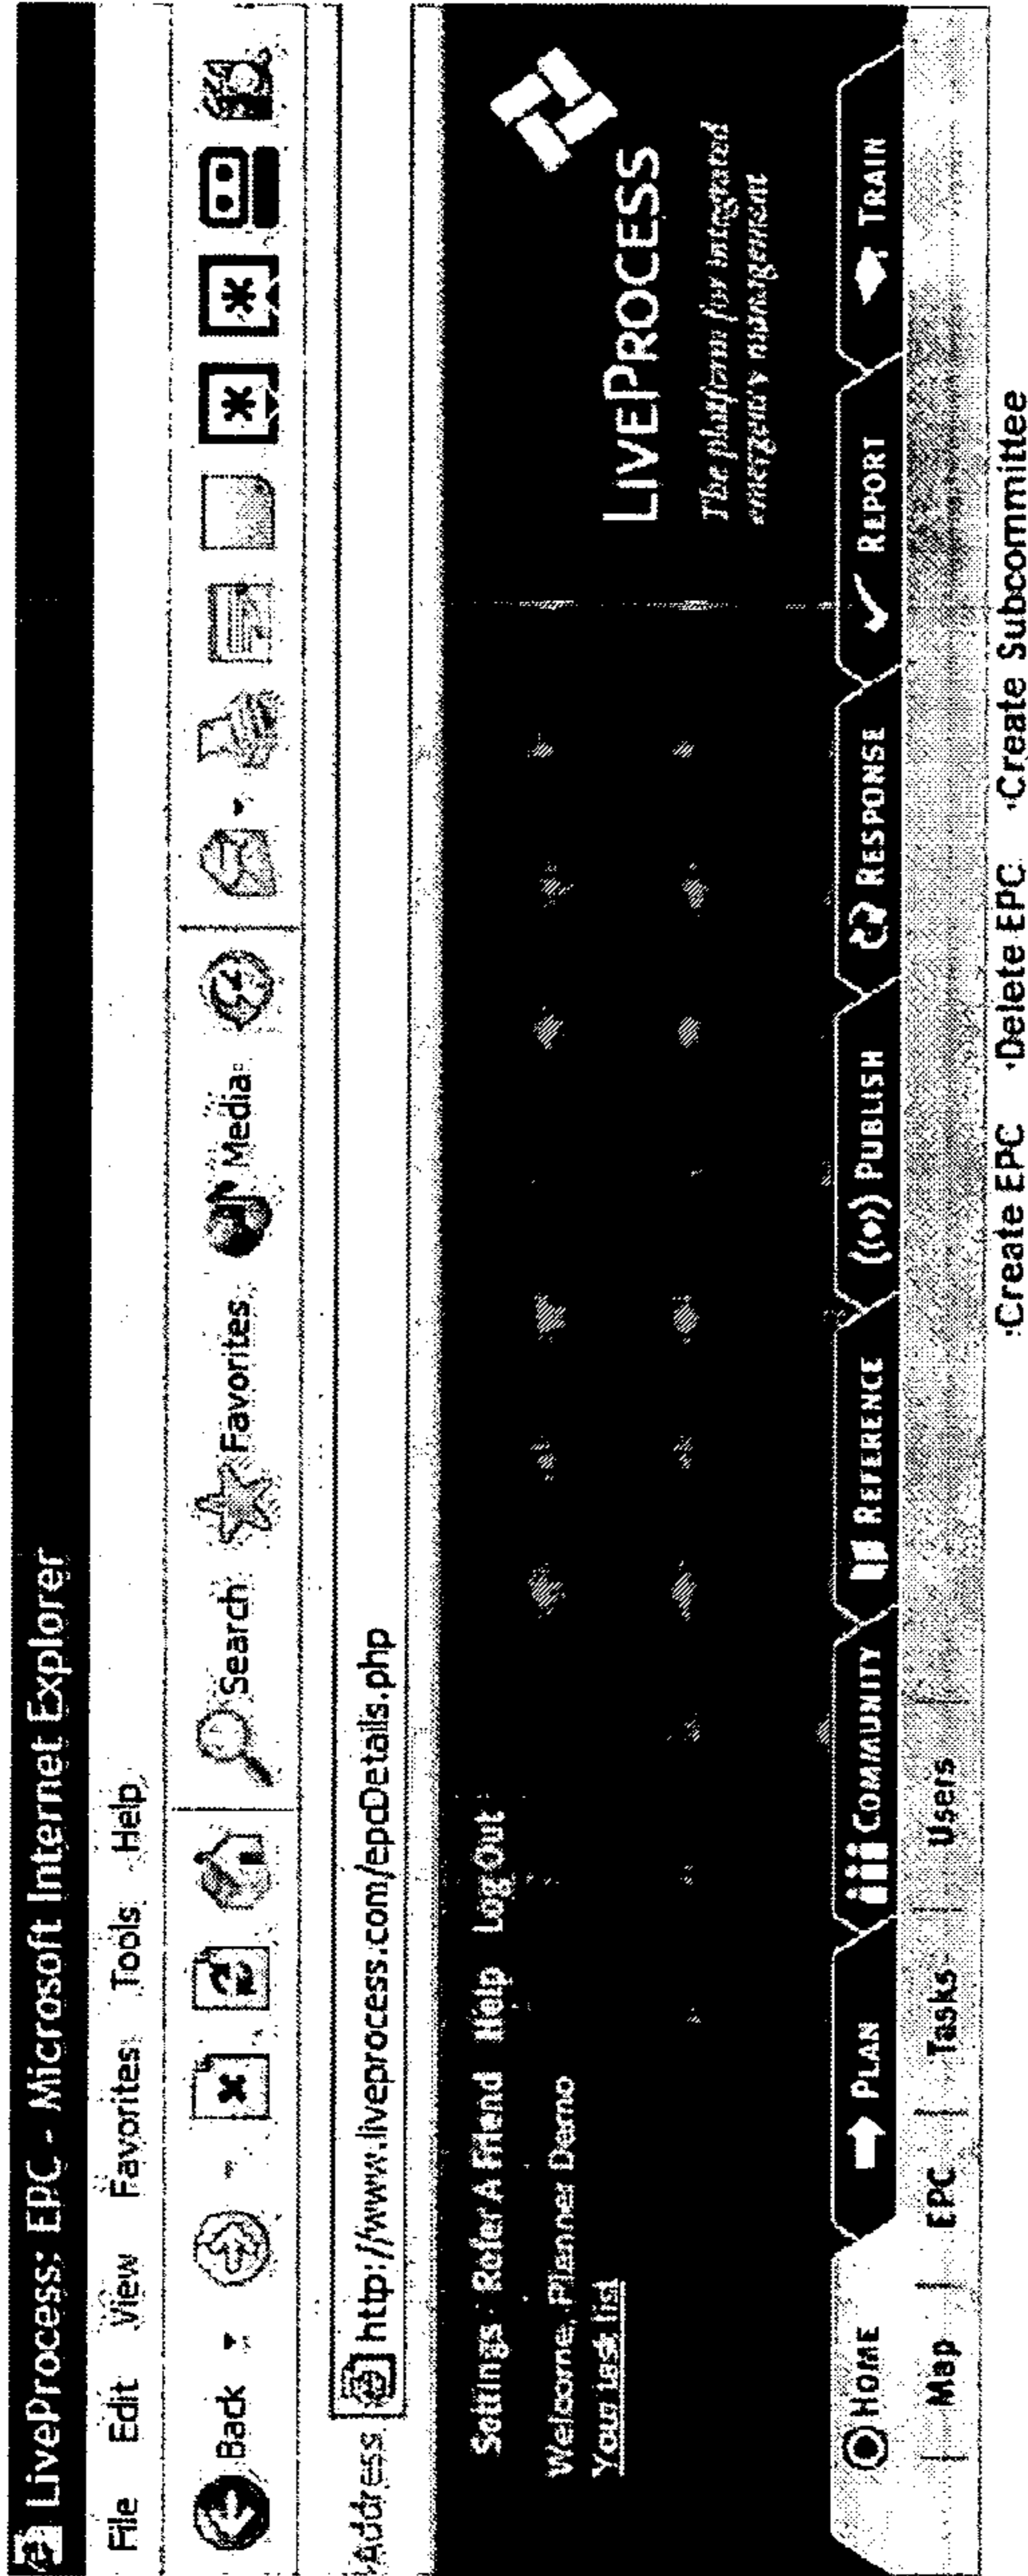 LiveProcess: EPC - Microsoft Internet Explorer
File Edit View Favorites Tools Help
Back Search Favorites Media
Address http://www.liveprocess.com/epcDetails.php
Settings Refer A Friend Help Log Out
Welcome, Planner Demo
Your task list
LIVEPROCESS
The platform for integrated
emergency management
HOME PLAN COMMUNITY REFERENCE PUBLISH RESPONSE REPORT TRAIN
Map EPC Tasks Users
Create EPC Delete EPC Create Subcommittee